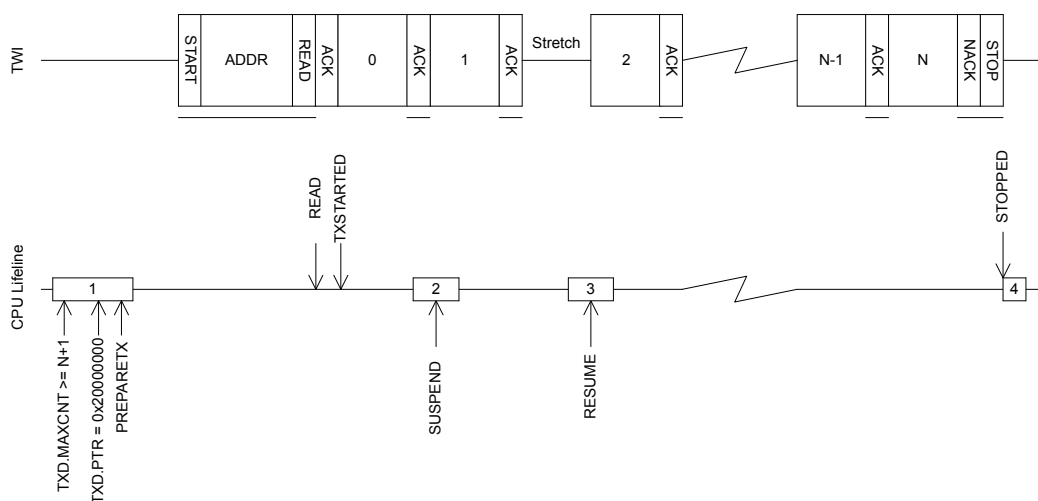 TWI
START
ADDR
READ
ACK
0
ACK
1
ACK
Stretch
2
ACK
N-1
ACK
N
NACK
STOP
CPU Lifeline
READ
TXSTARTED
STOPPED
1
2
3
4
TXD.MAXCNT >= N+1
TXD.PTR = 0x20000000
PREPARETX
SUSPEND
RESUME